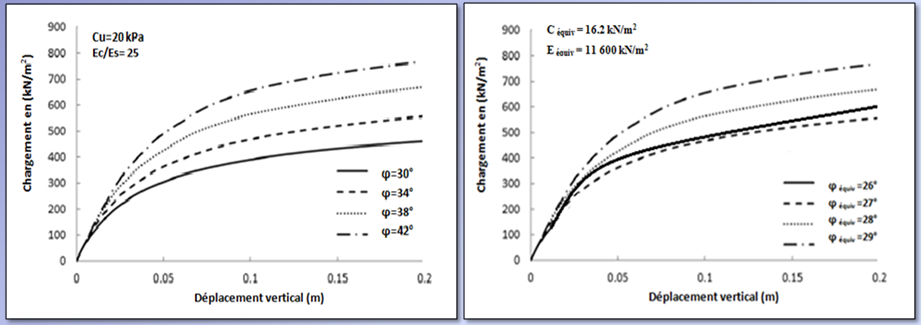 Cu=20 kPa
Ec/Es= 25
Chargement en (kN/m²)
900
800
700
600
500
400
300
200
100
0
φ=30°
φ=34°
φ=38°
φ=42°
0
0.05
0.1
0.15
0.2
Déplacement vertical (m)
C équiv = 16.2 kN/m²
E équiv = 11 600 kN/m²
Chargement en (kN/m²)
900
800
700
600
500
400
300
200
100
0
φ équiv =26°
φ équiv =27°
φ équiv =28°
φ équiv =29°
0
0.05
0.1
0.15
0.2
Déplacement vertical (m)